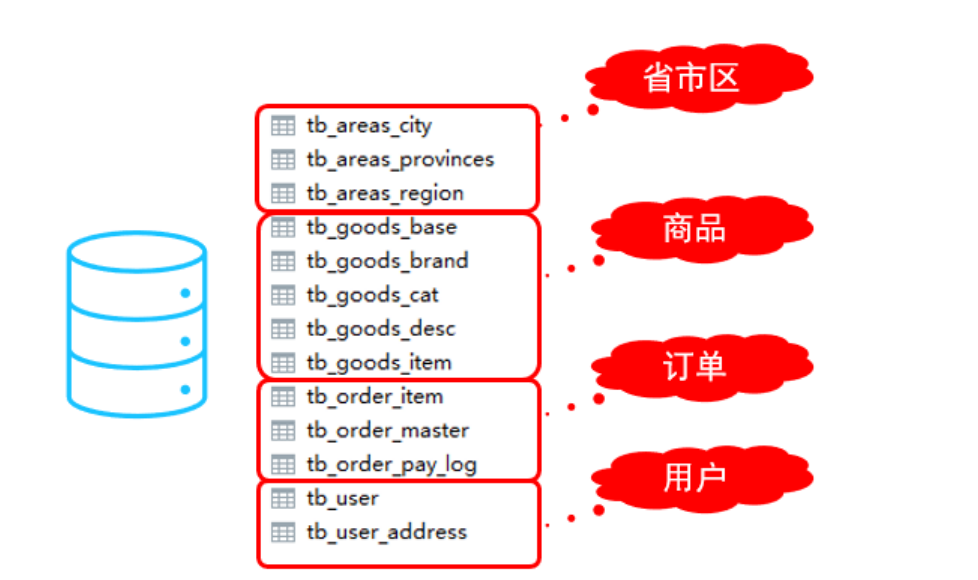 省市区
tb_areas_city
tb_areas_provinces
tb_areas_region
商品
tb_goods_base
tb_goods_brand
tb_goods_cat
tb_goods_desc
tb_goods_item
订单
tb_order_item
tb_order_master
tb_order_pay_log
用户
tb_user
tb_user_address